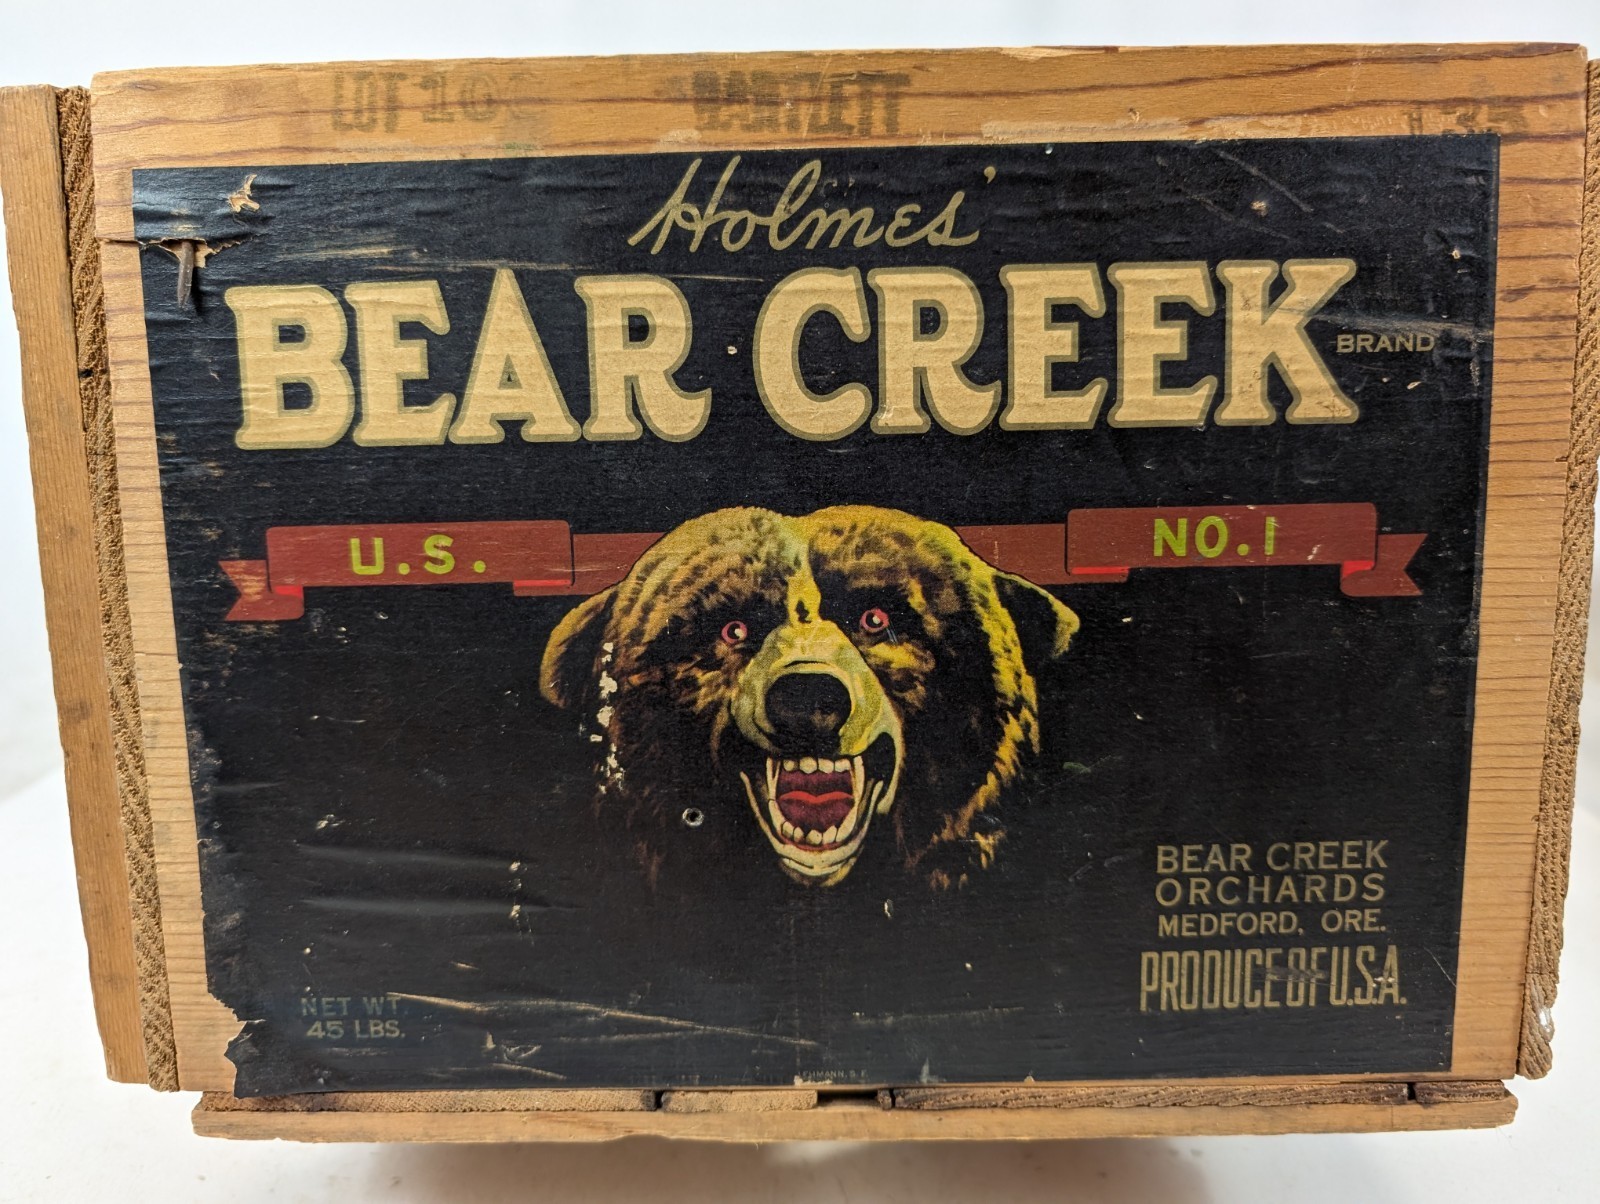 LOT 10
BARTLETT
Holmes'
BEAR CREEK
BRAND
U.S. NO.1
BEAR CREEK
ORCHARDS
MEDFORD, ORE.
PRODUCE OF U.S.A.
NET WT.
45 LBS.
LEHMANN, S.F.